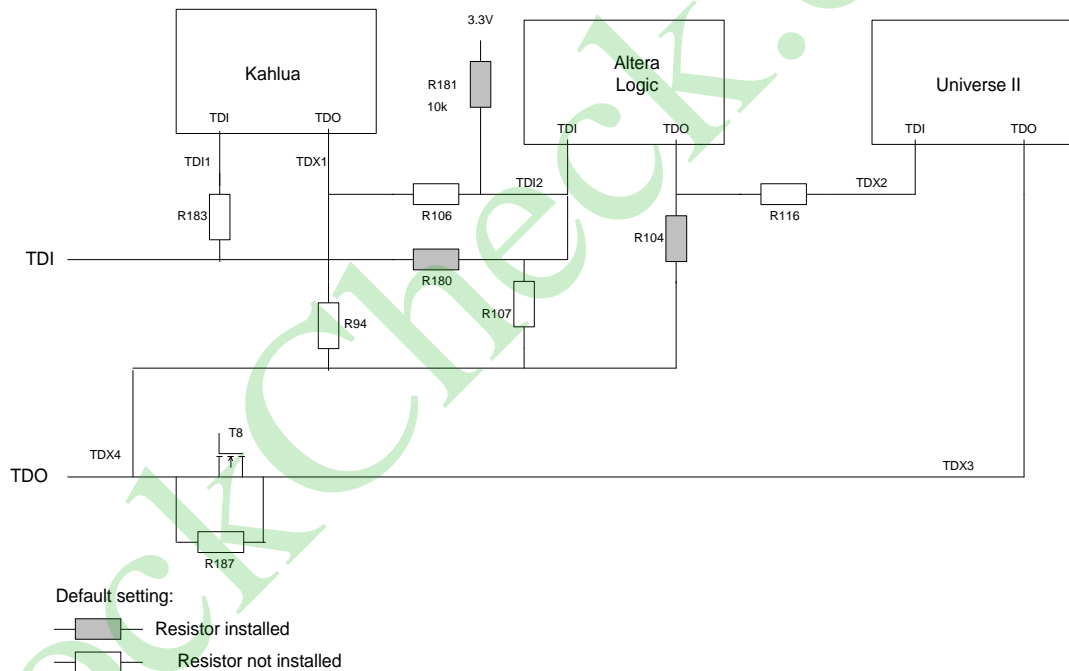 3.3V
Kahlua
Altera
Logic
Universe II
R181
10k
TDI
TDO
TDI
TDO
TDI
TDO
TDI1
TDX1
TDI2
TDX2
R183
R106
R116
R104
TDI
R180
R107
R94
T8
TDX4
TDX3
TDO
R187
Default setting:
Resistor installed
Resistor not installed
ockCheck.c